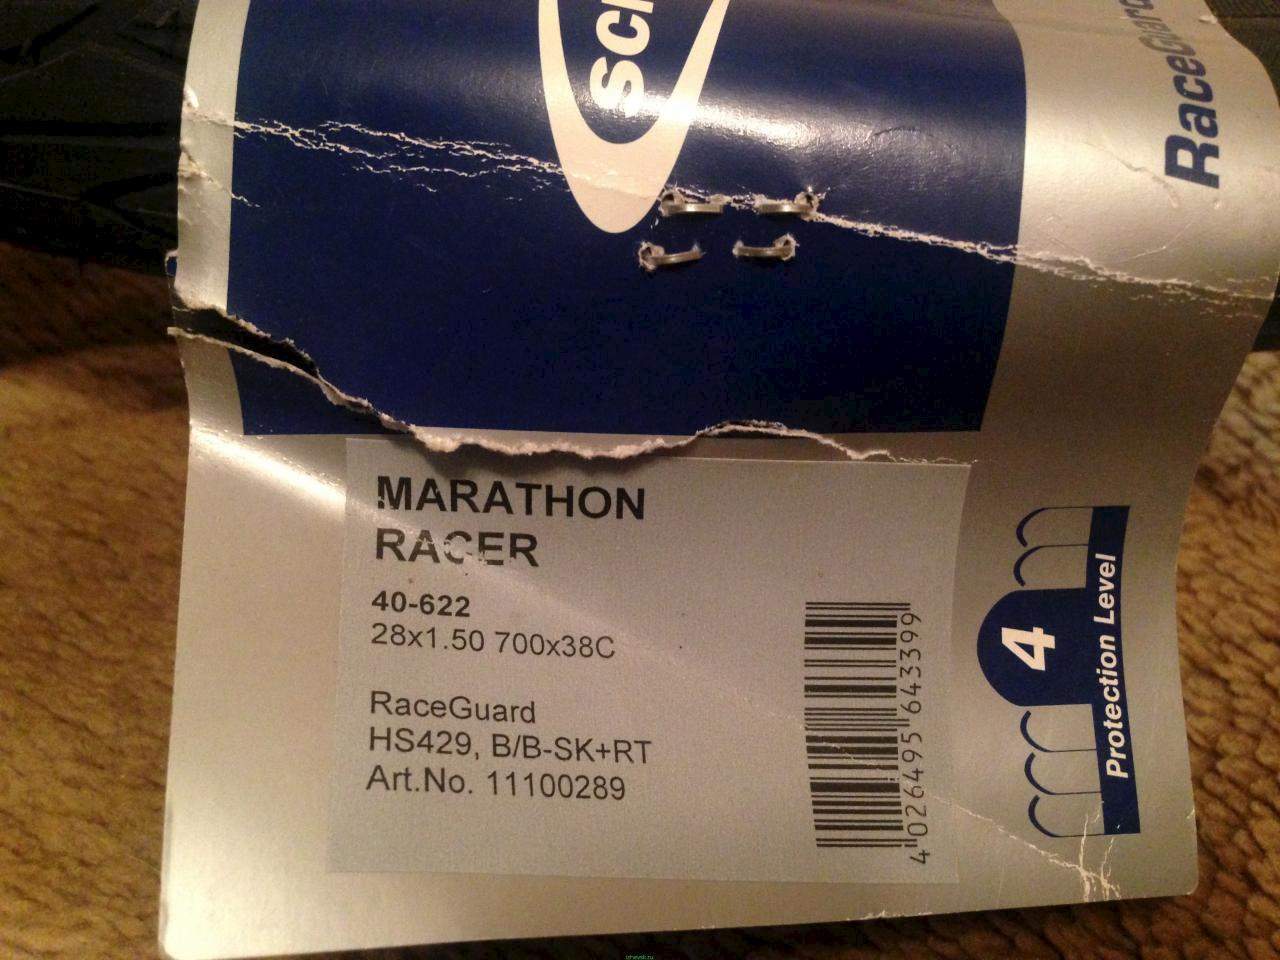 RaceGuard
MARATHON
RACER
40-622
28x1.50 700x38C
RaceGuard
HS429, B/B-SK+RT
Art.No. 11100289
4 026495 643399
4
Protection Level